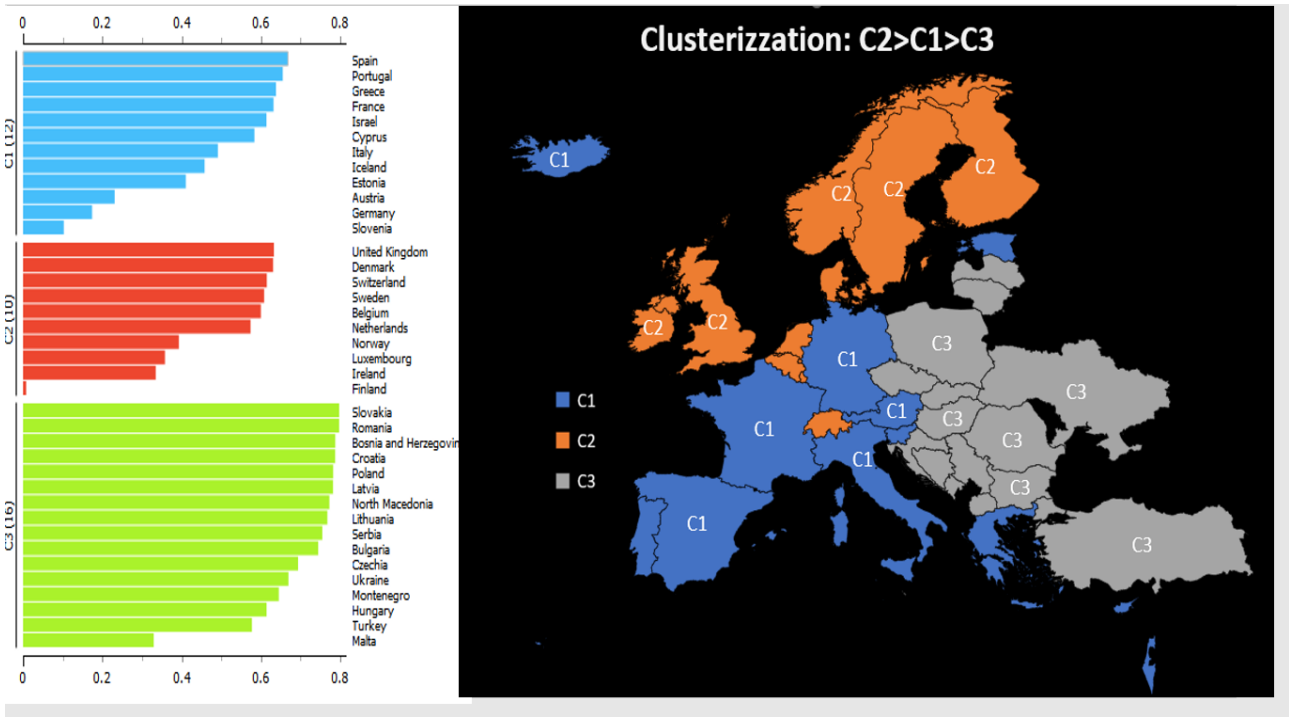 0 0.2 0.4 0.6 0.8
C1 (12)
Spain
Portugal
Greece
France
Israel
Cyprus
Italy
Iceland
Estonia
Austria
Germany
Slovenia
C2 (10)
United Kingdom
Denmark
Switzerland
Sweden
Belgium
Netherlands
Norway
Luxembourg
Ireland
Finland
C3 (16)
Slovakia
Romania
Bosnia and Herzegovin
Croatia
Poland
Latvia
North Macedonia
Lithuania
Serbia
Bulgaria
Czechia
Ukraine
Montenegro
Hungary
Turkey
Malta
0 0.2 0.4 0.6 0.8
Clusterizzation: C2>C1>C3
C1
C2
C2
C2
C2
C2
C1
C3
C3
C1
C1
C3
C3
C1
C3
C1
C3
C1
C2
C3